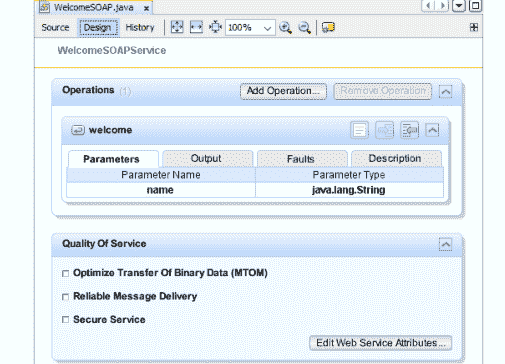 WelcomeSOAP.java x
Source Design History 100%
WelcomeSOAPService
Operations (1) Add Operation... Remove Operation
welcome
Parameters Output Faults Description
Parameter Name Parameter Type
name java.lang.String
Quality Of Service
Optimize Transfer Of Binary Data (MTOM)
Reliable Message Delivery
Secure Service
Edit Web Service Attributes...